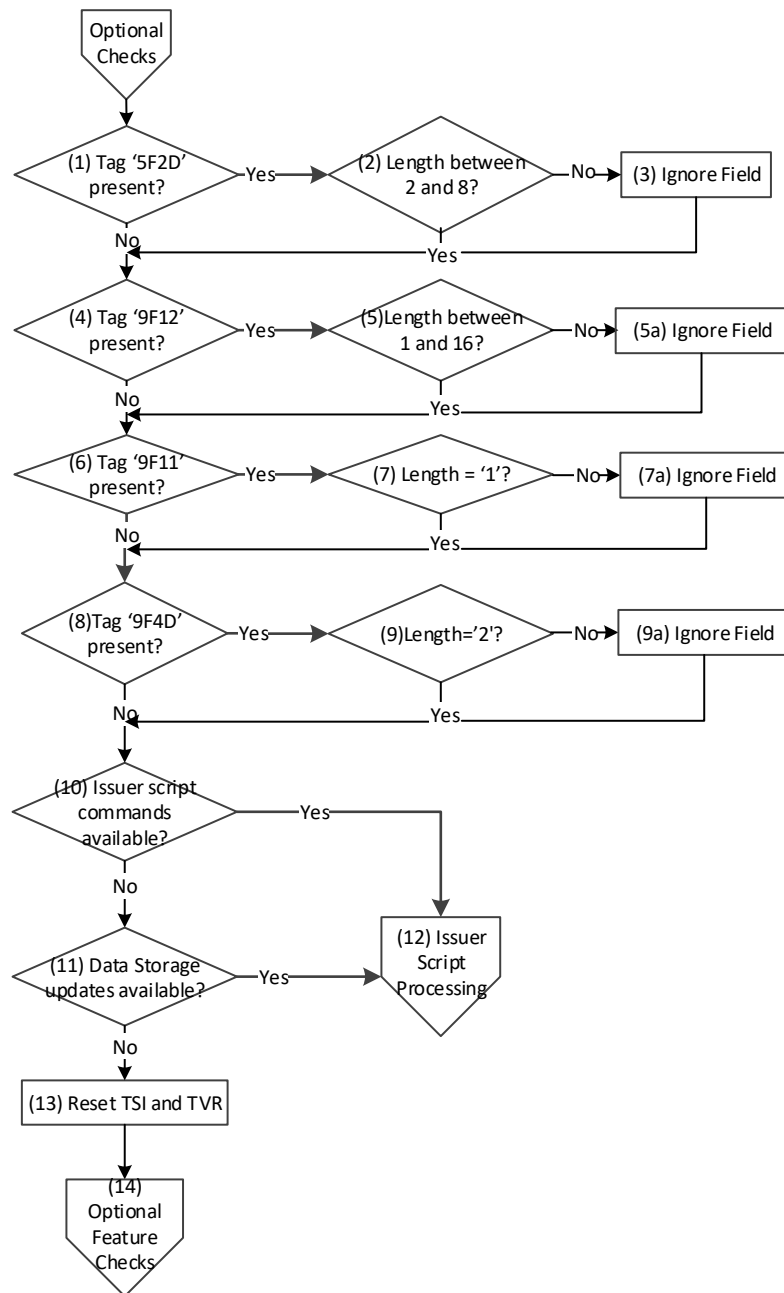 Optional
Checks
(1) Tag ‘5F2D’
present?
Yes
(2) Length between
2 and 8?
No
(3) Ignore Field
No
Yes
(4) Tag ‘9F12’
present?
Yes
(5)Length between
1 and 16?
No
(5a) Ignore Field
No
Yes
(6) Tag ‘9F11’
present?
Yes
(7) Length = ‘1’?
No
(7a) Ignore Field
No
Yes
(8)Tag ‘9F4D’
present?
Yes
(9)Length=’2'?
No
(9a) Ignore Field
No
Yes
(10) Issuer script
commands
available?
Yes
No
(11) Data Storage
updates available?
Yes
(12) Issuer
Script
Processing
No
(13) Reset TSI and TVR
(14)
Optional
Feature
Checks